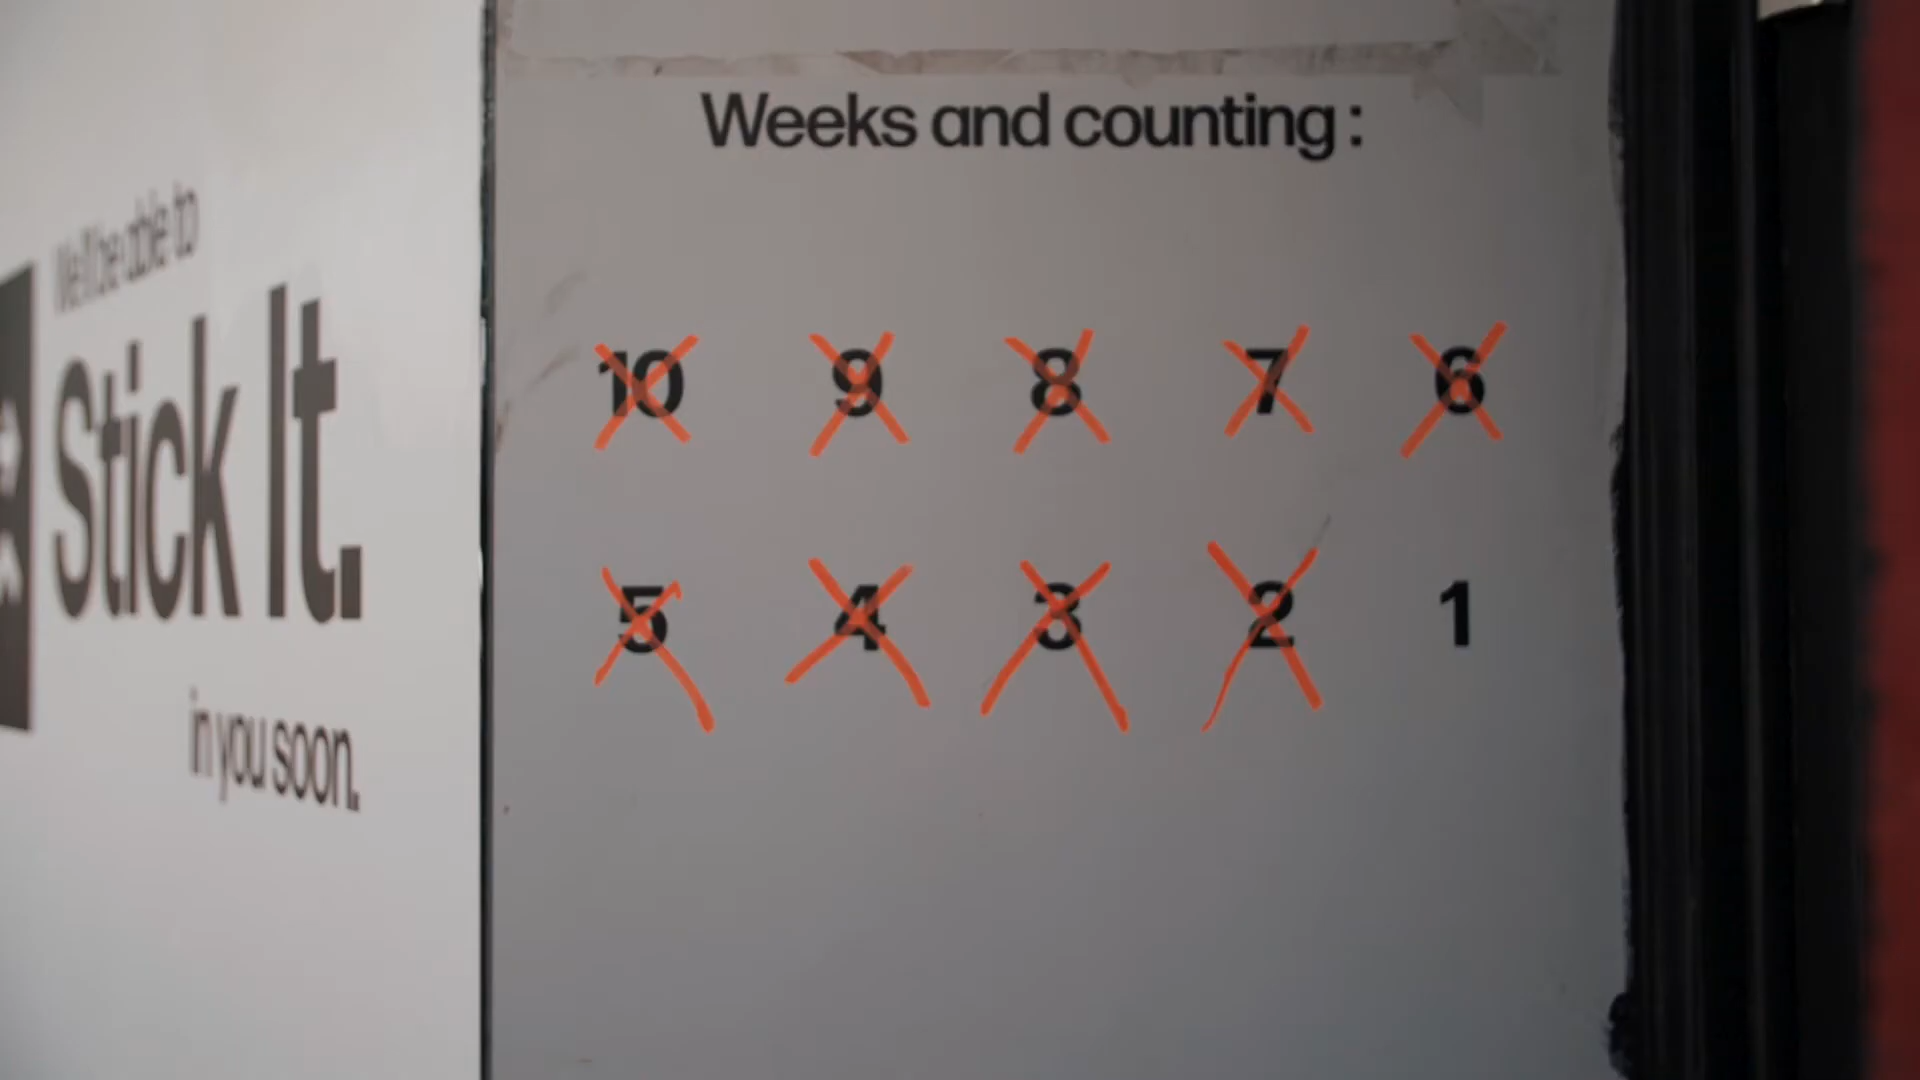 We'll be able to
Stick It.
in you soon.
Weeks and counting:
10 9 8 7 6
5 4 3 2 1